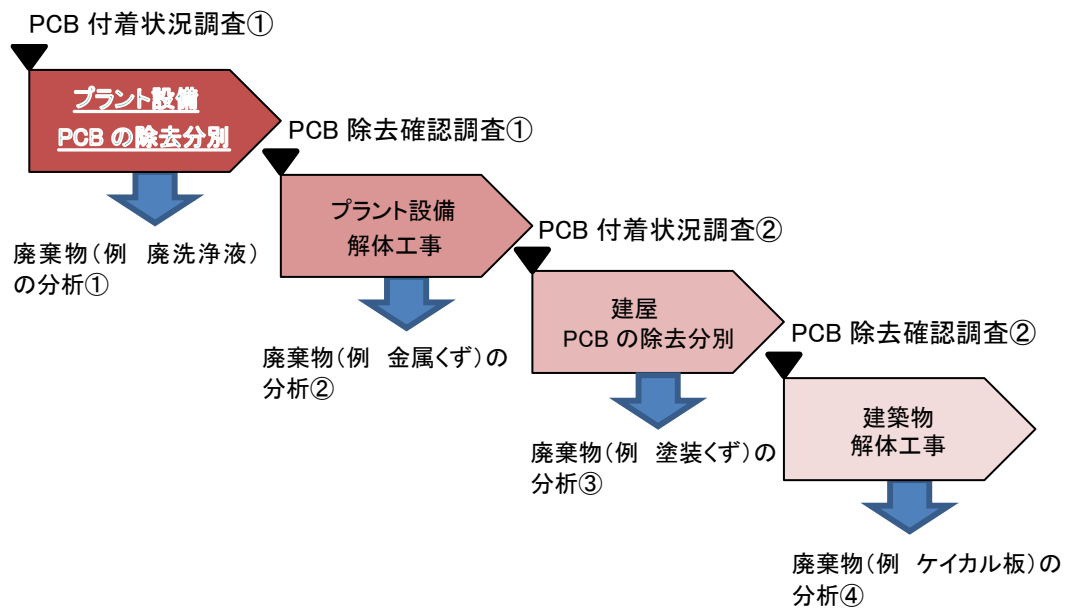 PCB 付着状況調査①
プラント設備
PCB の除去分別
PCB 除去確認調査①
廃棄物（例　廃洗浄液）
の分析①
プラント設備
解体工事
PCB 付着状況調査②
廃棄物（例　金属くず）の
分析②
建屋
PCB の除去分別
PCB 除去確認調査②
廃棄物（例　塗装くず）の
分析③
建築物
解体工事
廃棄物（例　ケイカル板）の
分析④